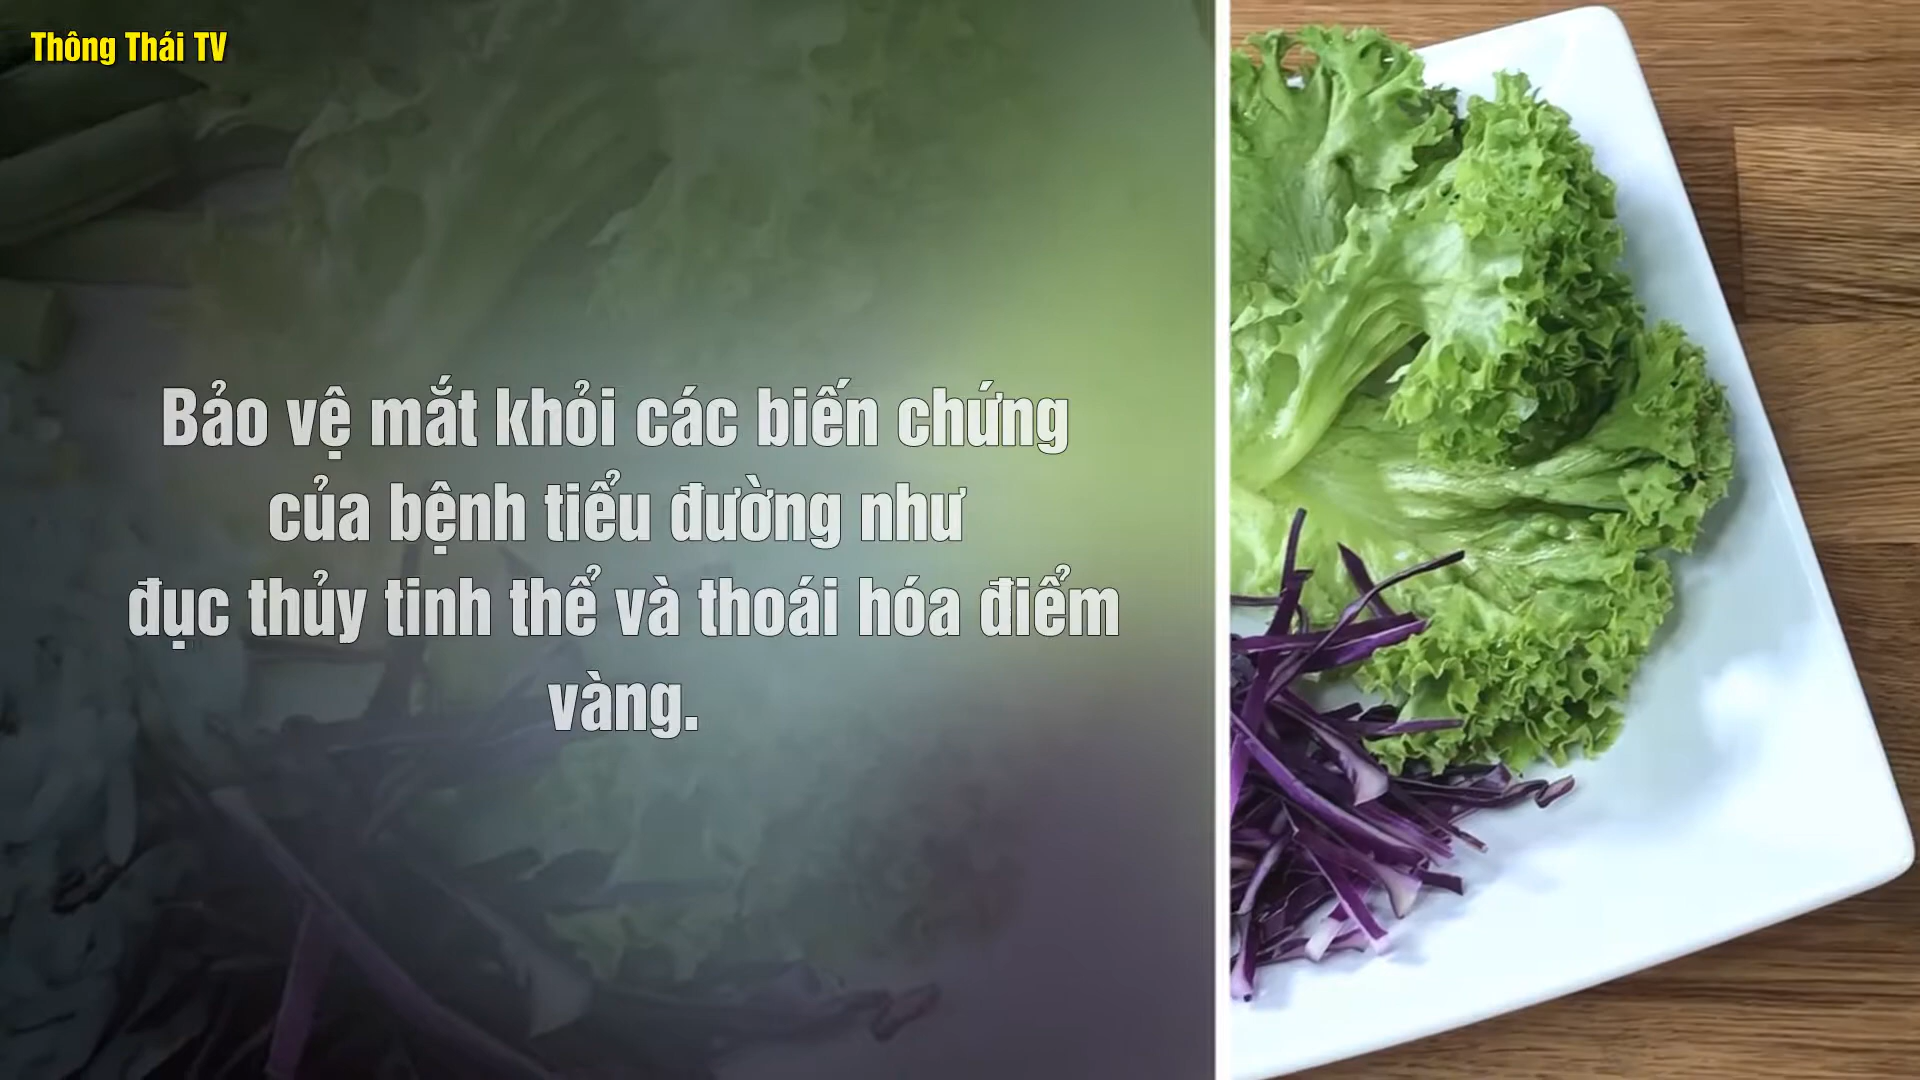 Thông Thái TV
Bảo vệ mắt khỏi các biến chứng
của bệnh tiểu đường như
đục thủy tinh thể và thoái hóa điểm
vàng.